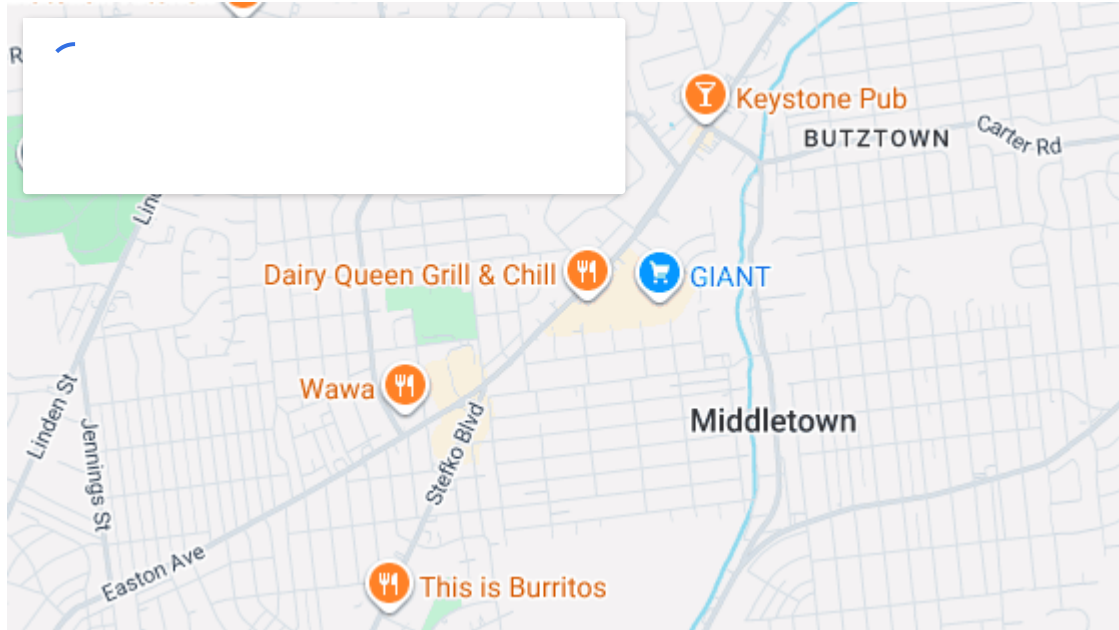 Keystone Pub
BUTZTOWN
Carter Rd
Dairy Queen Grill & Chill
GIANT
Wawa
Linden St
Jennings St
Stefko Blvd
Middletown
Easton Ave
This is Burritos